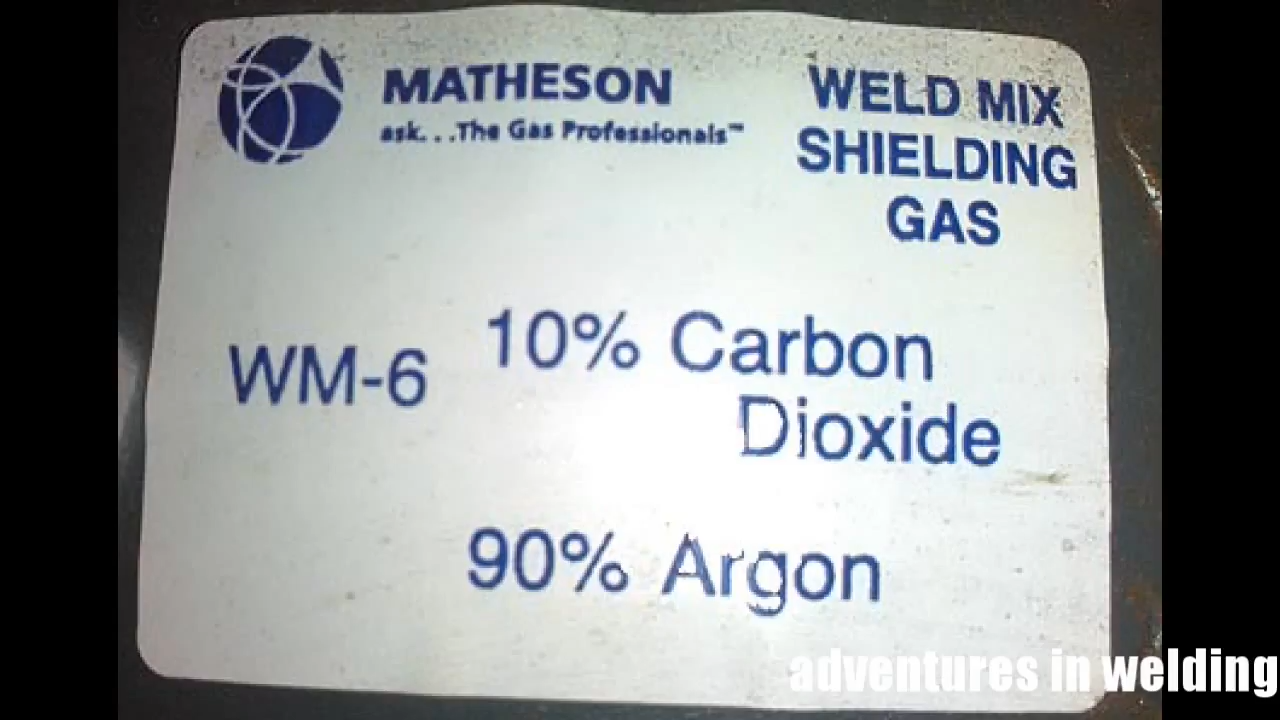 MATHESON
ask...The Gas Professionals™
WELD MIX
SHIELDING
GAS
WM-6
10% Carbon
Dioxide
90% Argon
adventures in welding